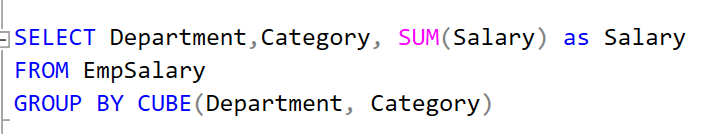 SELECT Department,Category, SUM(Salary) as Salary
FROM EmpSalary
GROUP BY CUBE(Department, Category)